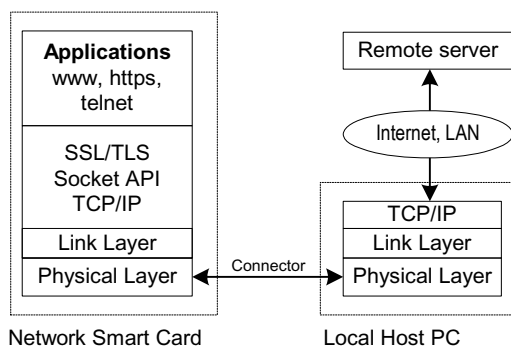 Applications
www, https,
telnet
SSL/TLS
Socket API
TCP/IP
Link Layer
Physical Layer
Network Smart Card
Connector
Remote server
Internet, LAN
TCP/IP
Link Layer
Physical Layer
Local Host PC